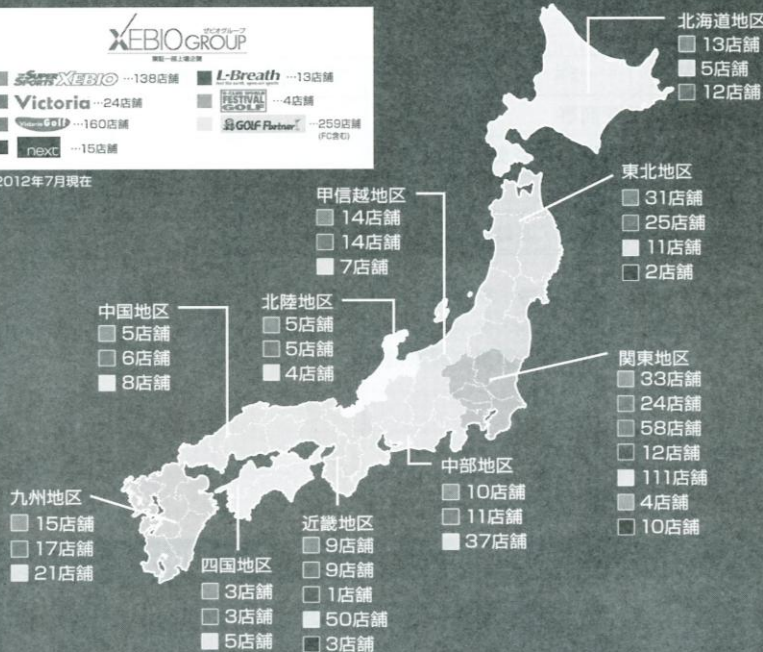 ゼビオグループ
XEBIO GROUP
東証一部上場企業
SUPER SPORTS XEBIO …138店舗
Victoria …24店舗
Victoria Golf …160店舗
next …15店舗
L-Breath …13店舗
FESTIVAL GOLF …4店舗
GOLF Partner …259店舗
(FC含む)
2012年7月現在
北海道地区
13店舗
5店舗
12店舗
東北地区
31店舗
25店舗
11店舗
2店舗
甲信越地区
14店舗
14店舗
7店舗
北陸地区
5店舗
5店舗
4店舗
中国地区
5店舗
6店舗
8店舗
関東地区
33店舗
24店舗
58店舗
12店舗
111店舗
4店舗
10店舗
中部地区
10店舗
11店舗
37店舗
九州地区
15店舗
17店舗
21店舗
四国地区
3店舗
3店舗
5店舗
近畿地区
9店舗
9店舗
1店舗
50店舗
3店舗